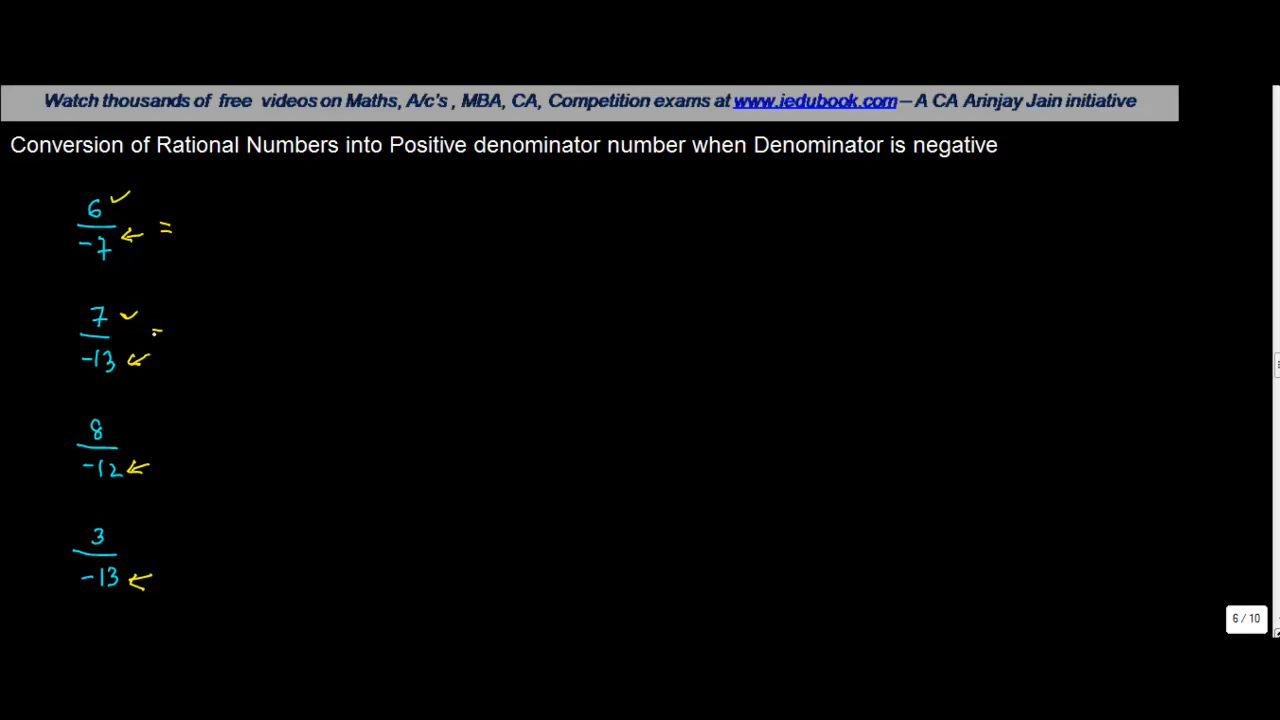 Watch thousands of free videos on Maths, A/c's , MBA, CA, Competition exams at www.iedubook.com – A CA Arinjay Jain initiative
Conversion of Rational Numbers into Positive denominator number when Denominator is negative
6
-7 =
7
-13 =
8
-12
3
-13
6 / 10